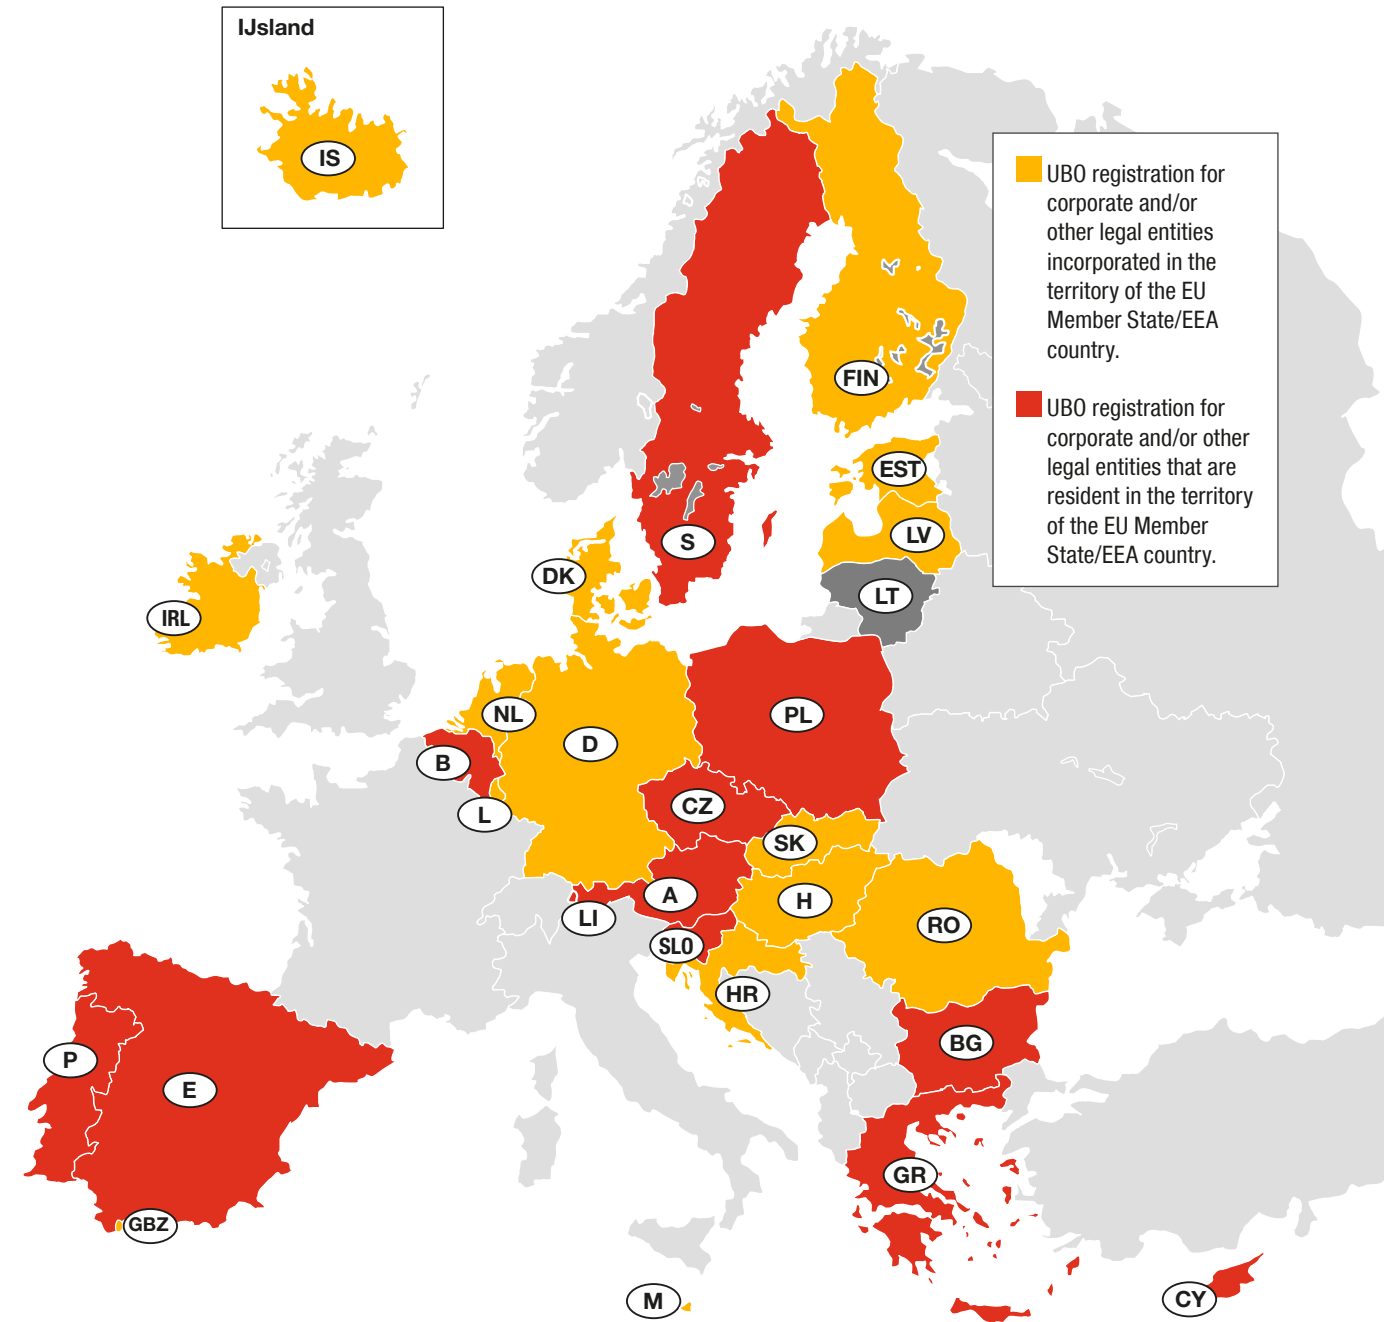 IJsland
IS
UBO registration for
corporate and/or
other legal entities
incorporated in the
territory of the EU
Member State/EEA
country.
UBO registration for
corporate and/or other
legal entities that are
resident in the territory
of the EU Member
State/EEA country.
FIN
EST
LV
S
DK
LT
IRL
NL
PL
D
B
CZ
L
SK
A
H
LI
RO
SLO
HR
BG
P
E
GR
GBZ
M
CY